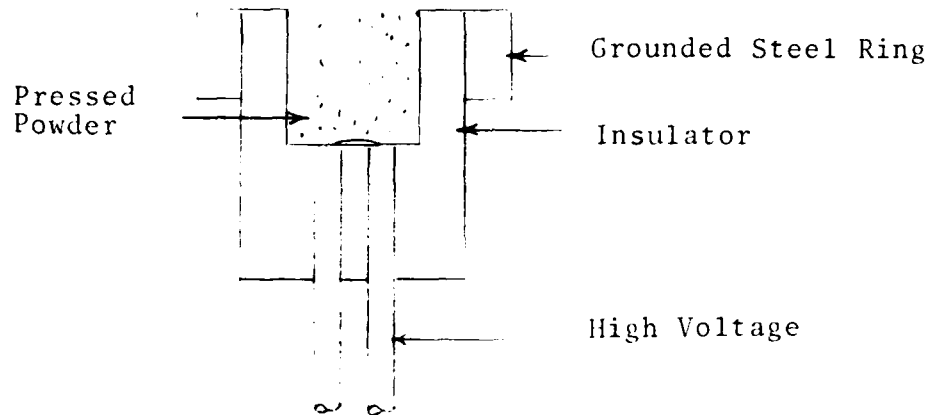 Grounded Steel Ring
Pressed
Powder
Insulator
High Voltage